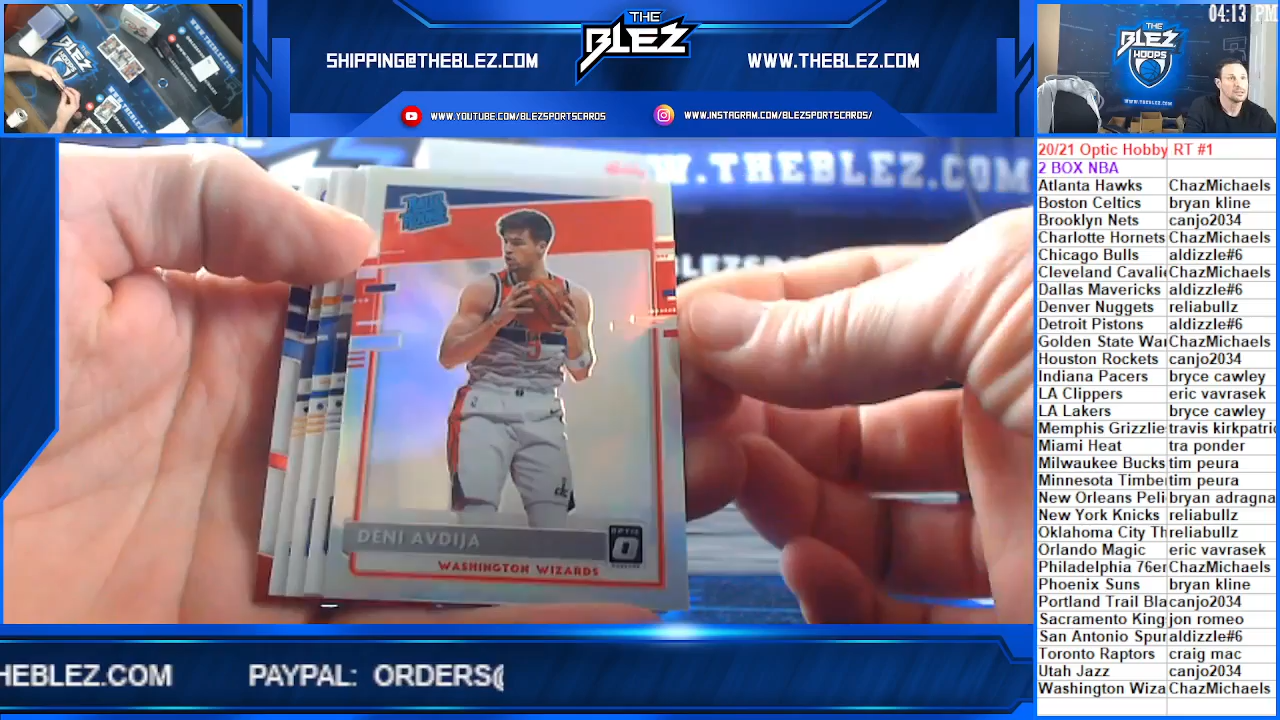 THE
BLEZ
SHIPPING@THEBLEZ.COM
WWW.THEBLEZ.COM
WWW.YOUTUBE.COM/BLEZSPORTSCARDS
WWW.INSTAGRAM.COM/BLEZSPORTSCARDS/
04:13 PM
THE
BLEZ
HOOPS
WWW.THEBLEZ.COM
W.THEBLEZ.COM
RATED
ROOKIE
DENI AVDIJA
OPTIC
WASHINGTON WIZARDS
20/21 Optic Hobby RT #1
2 BOX NBA
Atlanta Hawks ChazMichaels
Boston Celtics bryan kline
Brooklyn Nets canjo2034
Charlotte Hornets ChazMichaels
Chicago Bulls aldizzle#6
Cleveland Cavali ChazMichaels
Dallas Mavericks aldizzle#6
Denver Nuggets reliabullz
Detroit Pistons aldizzle#6
Golden State War ChazMichaels
Houston Rockets canjo2034
Indiana Pacers bryce cawley
LA Clippers eric vavrasek
LA Lakers bryce cawley
Memphis Grizzlie travis kirkpatric
Miami Heat tra ponder
Milwaukee Bucks tim peura
Minnesota Timbe tim peura
New Orleans Peli bryan adragna
New York Knicks reliabullz
Oklahoma City Th reliabullz
Orlando Magic eric vavrasek
Philadelphia 76er ChazMichaels
Phoenix Suns bryan kline
Portland Trail Bla canjo2034
Sacramento King jon romeo
San Antonio Spur aldizzle#6
Toronto Raptors craig mac
Utah Jazz canjo2034
Washington Wiza ChazMichaels
HEBLEZ.COM PAYPAL: ORDERS@